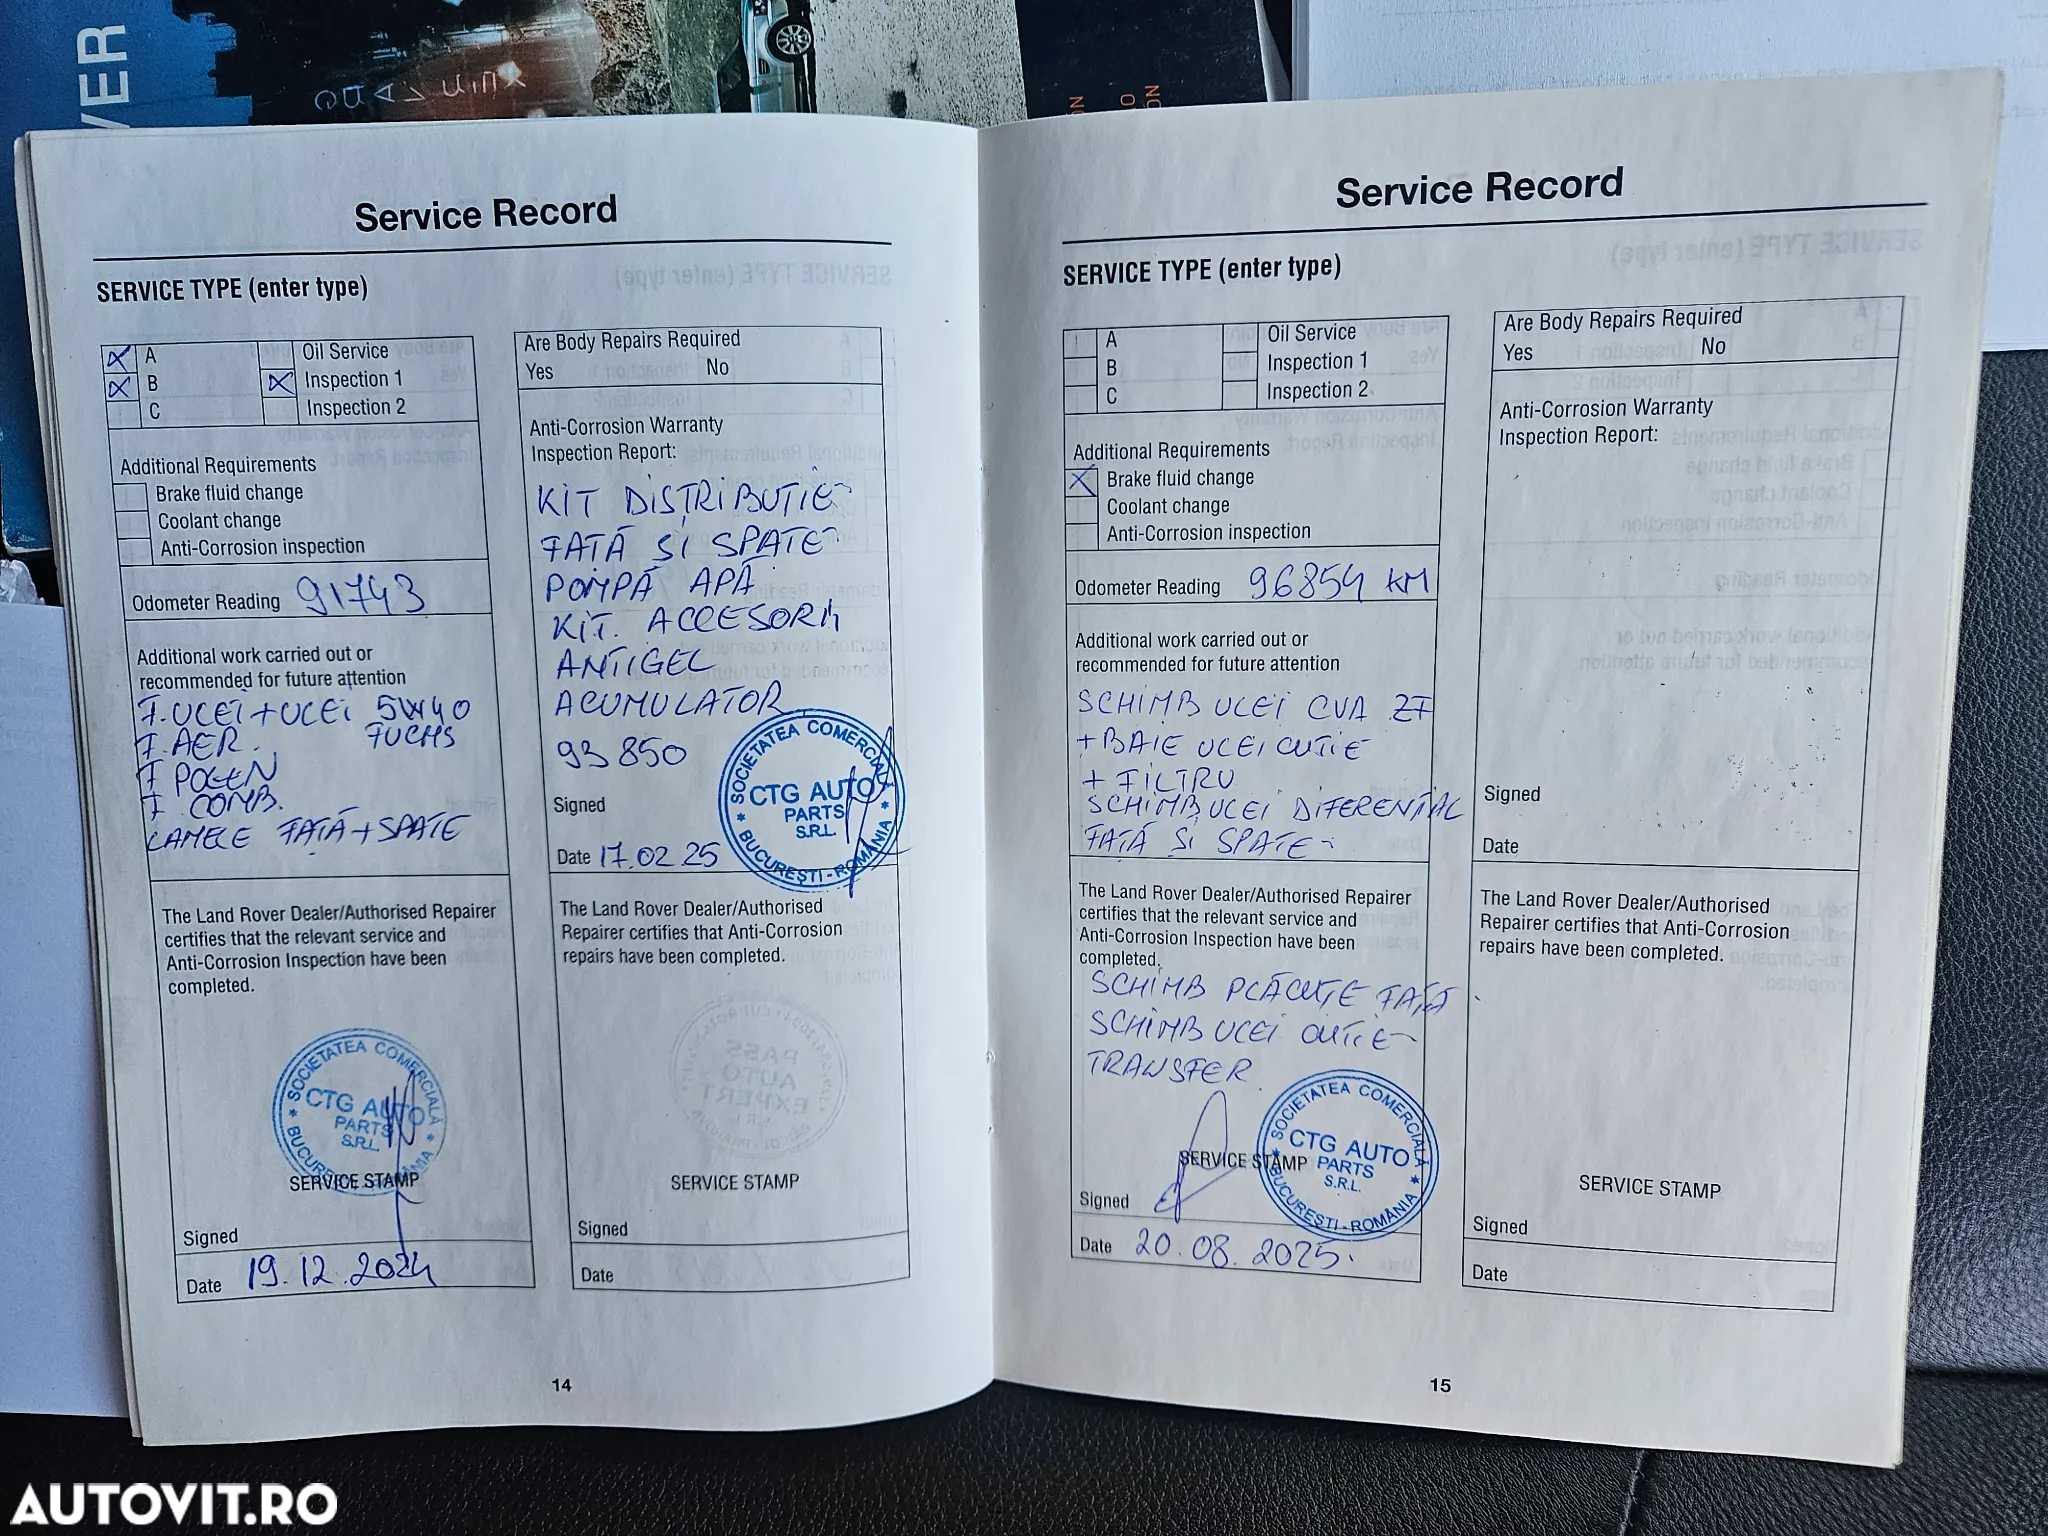 VER
Service Record
SERVICE TYPE (enter type)
A
B
C
Oil Service
Inspection 1
Inspection 2
Additional Requirements
Brake fluid change
Coolant change
Anti-Corrosion inspection
Odometer Reading 91743
Additional work carried out or
recommended for future attention
F. ULEI + ULEI 5W40
F. AER. FUCHS
F POLEN
F COMB.
LAMELE FAȚĂ + SPATE
The Land Rover Dealer/Authorised Repairer
certifies that the relevant service and
Anti-Corrosion Inspection have been
completed.
SOCIETATEA COMERCIALĂ
CTG AUTO
PARTS
S.R.L.
SERVICE STAMP
Signed
Date 19.12.2024
Are Body Repairs Required
Yes No
Anti-Corrosion Warranty
Inspection Report:
KIT DISTRIBUȚIE
FAȚĂ ȘI SPATE
POMPĂ APĂ
KIT. ACCESORII
ANTIGEL
ACUMULATOR
93 850
SOCIETATEA COMERCIALĂ
CTG AUTO
PARTS
S.R.L.
* BUCUREȘTI-ROMÂNIA *
Signed
Date 17.02 25
The Land Rover Dealer/Authorised
Repairer certifies that Anti-Corrosion
repairs have been completed.
SERVICE STAMP
Signed
Date
14
Service Record
SERVICE TYPE (enter type)
A
B
C
Oil Service
Inspection 1
Inspection 2
Additional Requirements
Brake fluid change
Coolant change
Anti-Corrosion inspection
Odometer Reading 96854 KM
Additional work carried out or
recommended for future attention
SCHIMB ULEI CVA ZF
+ BAIE ULEI CUTIE
+ FILTRU
SCHIMB ULEI DIFERENȚIAL
FAȚĂ ȘI SPATE
The Land Rover Dealer/Authorised Repairer
certifies that the relevant service and
Anti-Corrosion Inspection have been
completed.
SCHIMB PLĂCUȚE FAȚĂ
SCHIMB ULEI CUTIE
TRANSFER
SOCIETATEA COMERCIALĂ
CTG AUTO
PARTS
S.R.L.
* BUCUREȘTI-ROMÂNIA *
SERVICE STAMP
Signed
Date 20.08.2025.
Are Body Repairs Required
Yes No
Anti-Corrosion Warranty
Inspection Report:
Signed
Date
The Land Rover Dealer/Authorised
Repairer certifies that Anti-Corrosion
repairs have been completed.
SERVICE STAMP
Signed
Date
15
AUTOVIT.RO